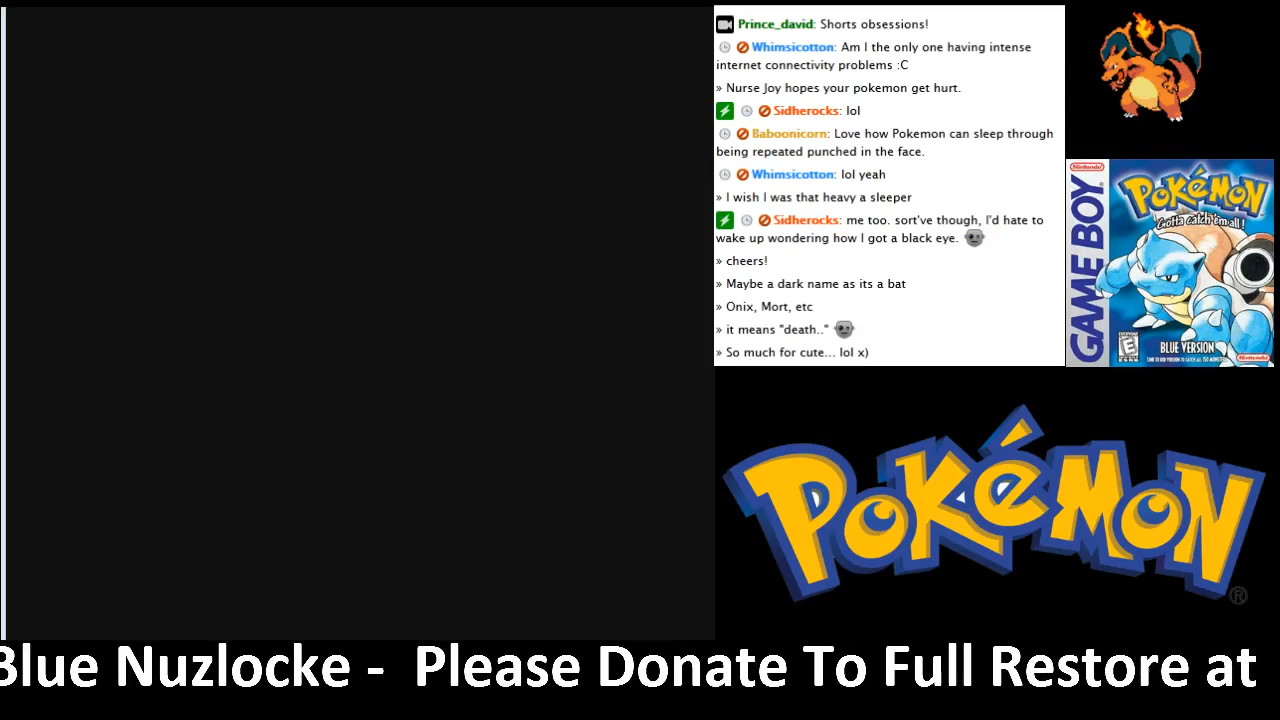 Prince_david: Shorts obsessions!
Whimsicotton: Am I the only one having intense
internet connectivity problems :C
» Nurse Joy hopes your pokemon get hurt.
Sidherocks: lol
Baboonicorn: Love how Pokemon can sleep through
being repeated punched in the face.
Whimsicotton: lol yeah
» I wish I was that heavy a sleeper
Sidherocks: me too. sort've though, I'd hate to
wake up wondering how I got a black eye.
» cheers!
» Maybe a dark name as its a bat
» Onix, Mort, etc
» it means "death.."
» So much for cute... lol x)
Nintendo
GAME BOY
POKéMON
Gotta catch 'em all!
EVERYONE
E
BLUE VERSION
Nintendo
POKéMON
®
Blue Nuzlocke - Please Donate To Full Restore at